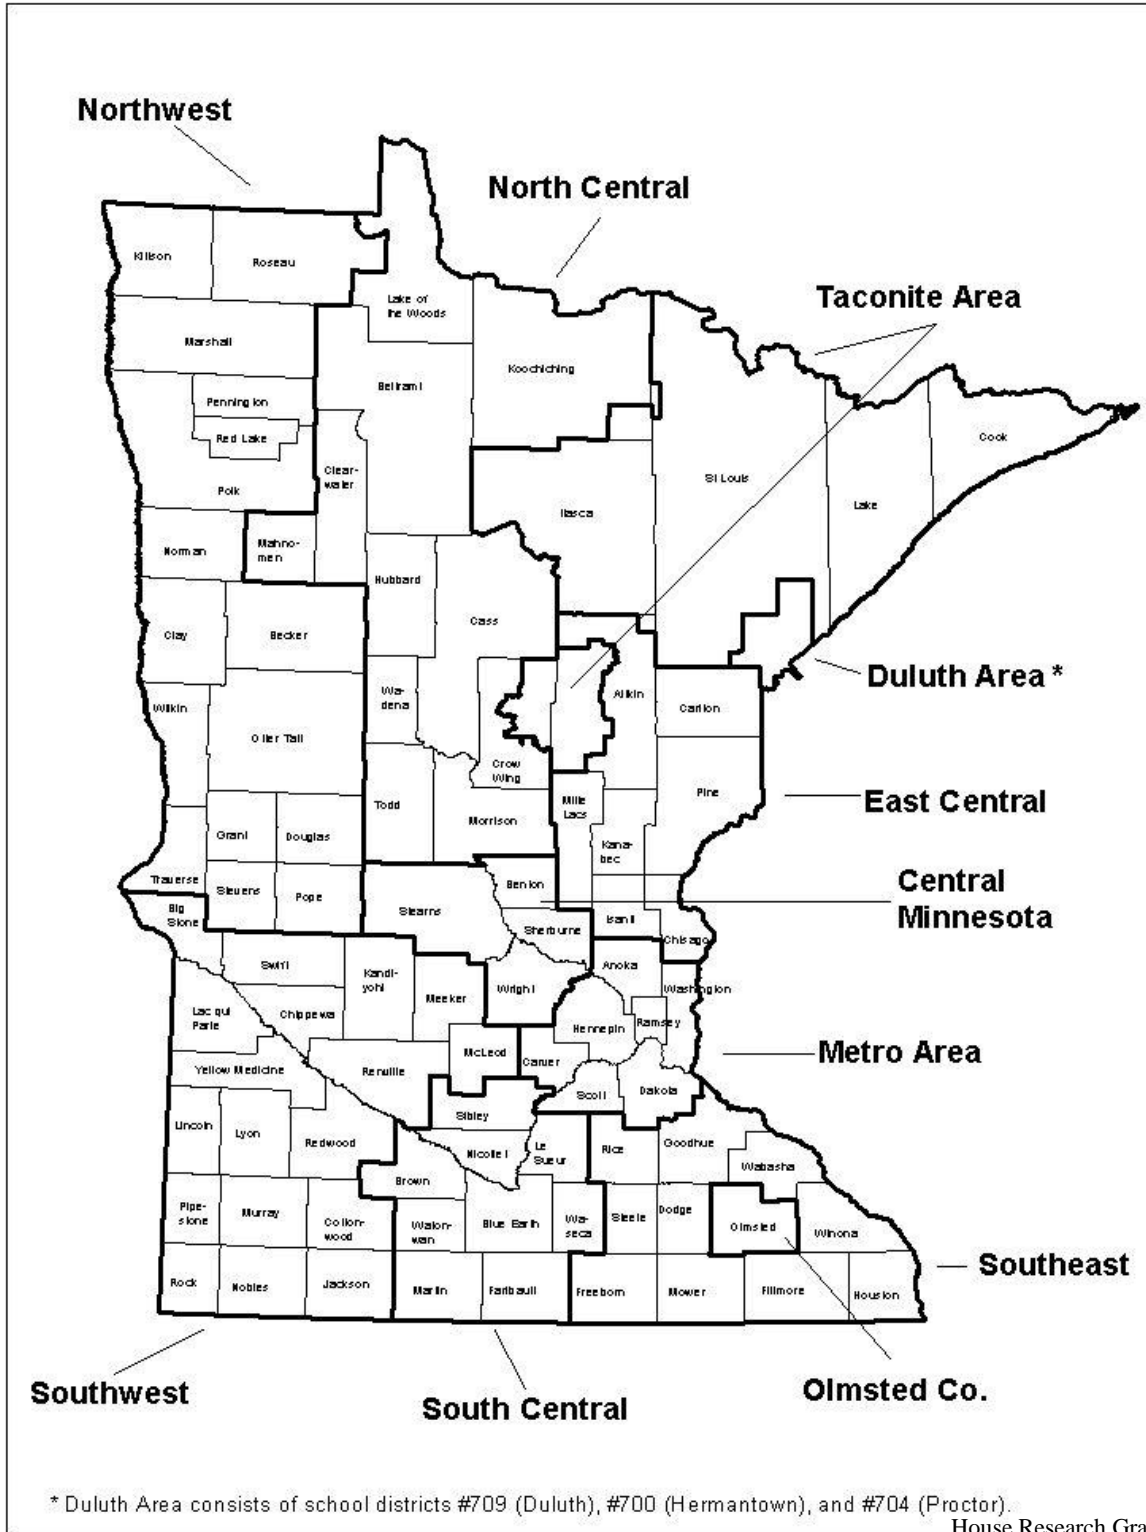 Northwest
North Central
Taconite Area
Kittson
Roseau
Lake of
the Woods
Marshall
Koochiching
Beltrami
Pennington
Red Lake
Cook
Clear-
water
St Louis
Polk
Itasca
Lake
Norman
Mahno-
men
Hubbard
Cass
Clay
Becker
Duluth Area *
Aitkin
Wa-
dena
Carlton
Wilkin
Otter Tail
Crow
Wing
Pine
East Central
Todd
Morrison
Mille
Lacs
Grant
Douglas
Kana-
bec
Traverse
Stevens
Pope
Benton
Central
Minnesota
Big
Stone
Stearns
Isanti
Sherburne
Chisago
Swift
Kandi-
yohi
Anoka
Meeker
Wright
Washington
Lac qui
Parle
Chippewa
Hennepin
Ramsey
McLeod
Carver
Metro Area
Yellow Medicine
Renville
Scott
Dakota
Sibley
Lincoln
Lyon
Redwood
Nicollet
Le
Sueur
Rice
Goodhue
Wabasha
Brown
Pipe-
stone
Murray
Cotton-
wood
Waton-
wan
Blue Earth
Wa-
seca
Steele
Dodge
Olmsted
Winona
Southeast
Rock
Nobles
Jackson
Martin
Faribault
Freeborn
Mower
Fillmore
Houston
Southwest
South Central
Olmsted Co.
* Duluth Area consists of school districts #709 (Duluth), #700 (Hermantown), and #704 (Proctor).
House Research Gra